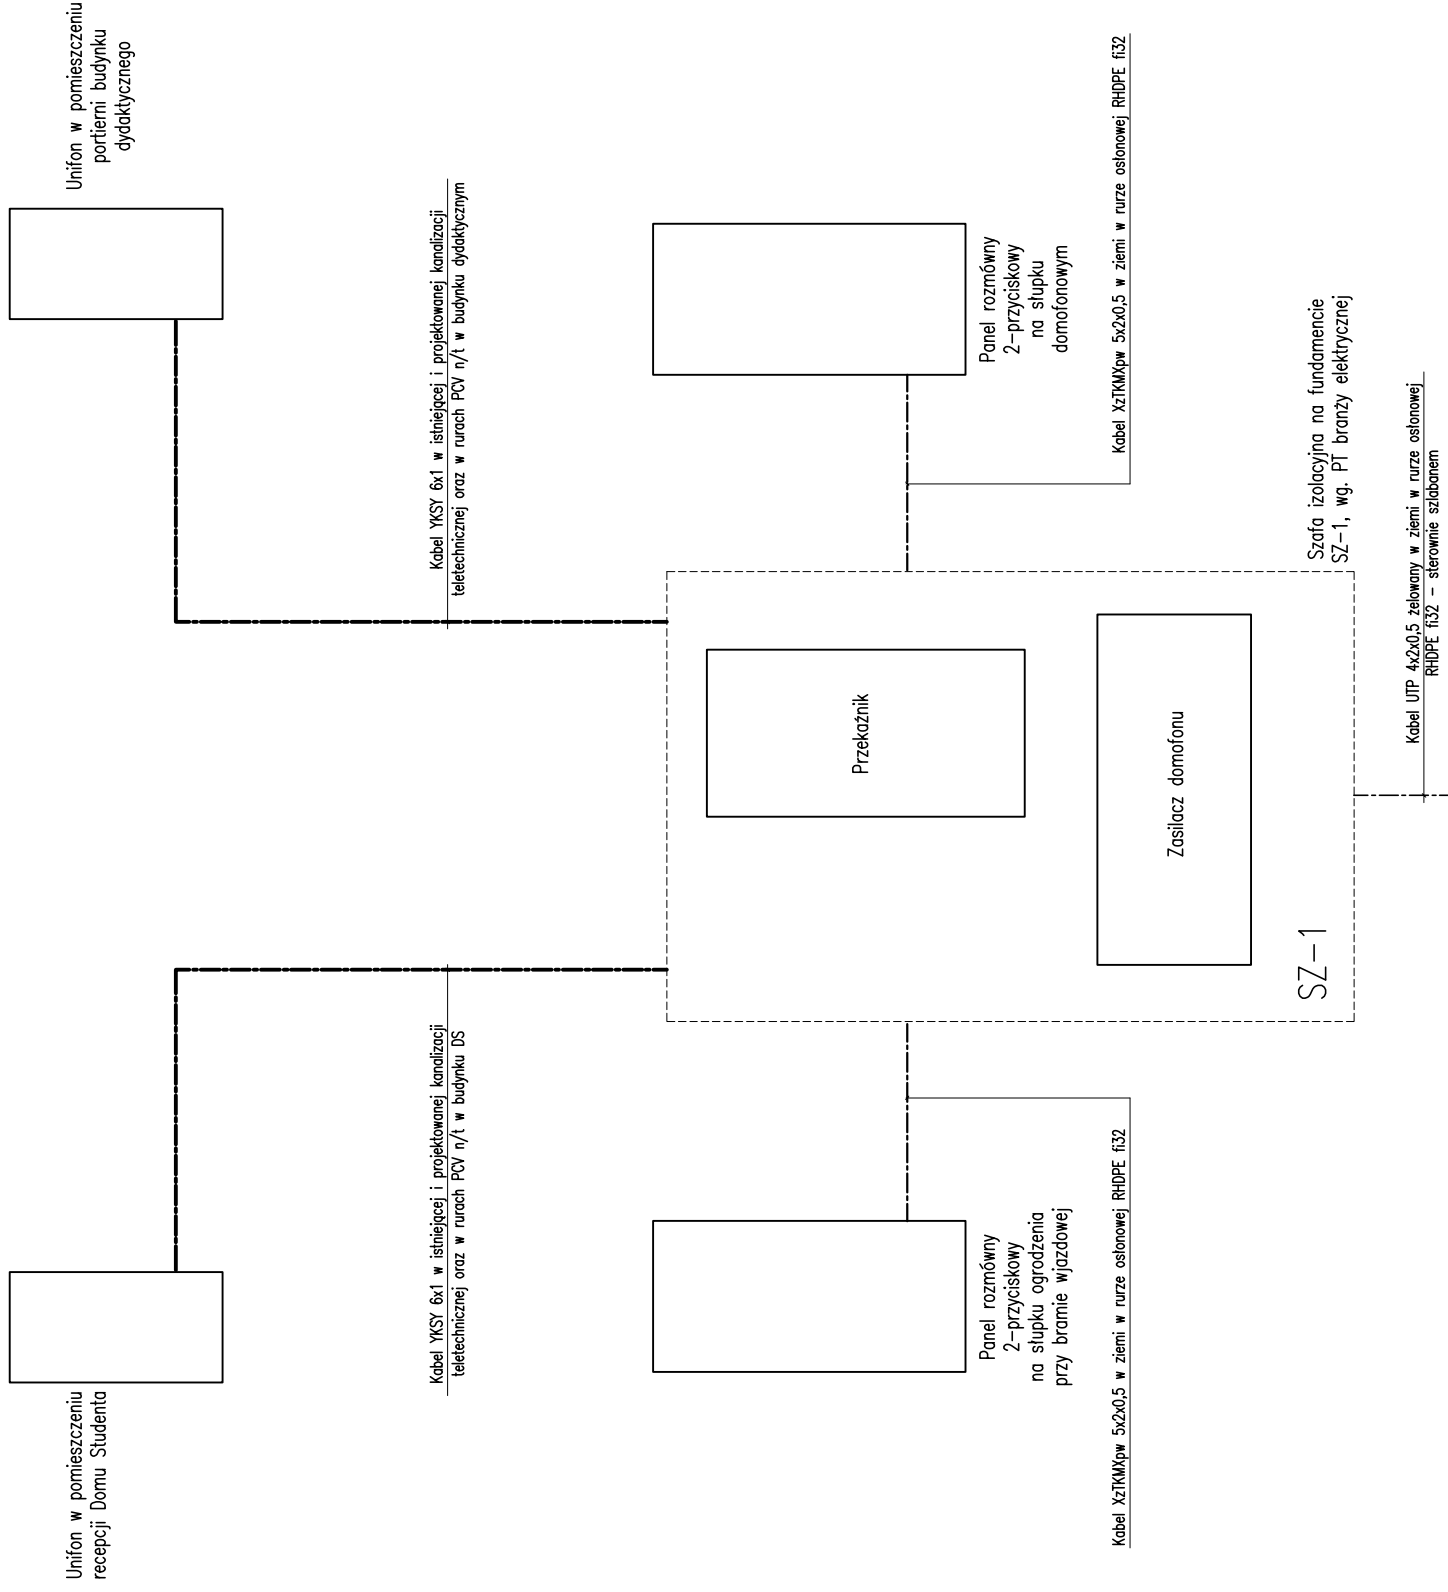 Unifon w pomieszczeniu
recepcji Domu Studenta
Unifon w pomieszczeniu
portierni budynku
dydaktycznego
Kabel YKSY 6x1 w istniejącej i projektowanej kanalizacji
teletechnicznej oraz w rurach PCV n/t w budynku DS
Kabel YKSY 6x1 w istniejącej i projektowanej kanalizacji
teletechnicznej oraz w rurach PCV n/t w budynku dydaktycznym
Panel rozmówny
2-przyciskowy
na słupku ogrodzenia
przy bramie wjazdowej
Przekaźnik
Panel rozmówny
2-przyciskowy
na słupku
domofonowym
Kabel XzTKMXpw 5x2x0,5 w ziemi w rurze osłonowej RHDPE fi32
Zasilacz domofonu
Kabel XzTKMXpw 5x2x0,5 w ziemi w rurze osłonowej RHDPE fi32
SZ-1
Szafa izolacyjna na fundamencie
SZ-1, wg. PT branży elektrycznej
Kabel UTP 4x2x0,5 żelowany w ziemi w rurze osłonowej
RHDPE fi32 - sterownie szlabanem